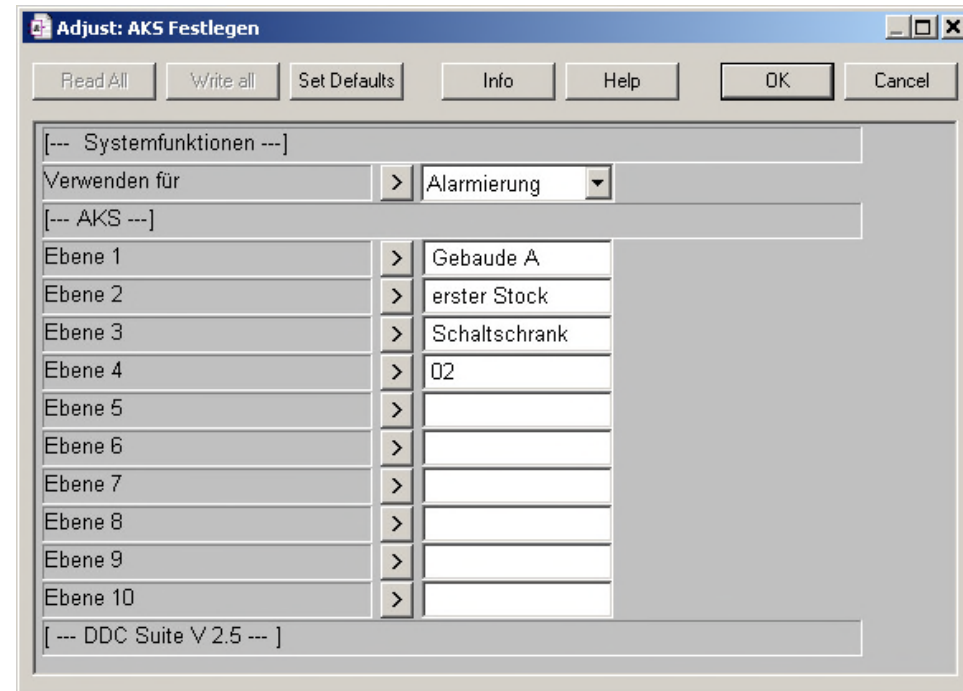 Adjust: AKS Festlegen
Read All Write all Set Defaults Info Help OK Cancel
[--- Systemfunktionen ---]
Verwenden für > Alarmierung
[--- AKS ---]
Ebene 1 > Gebaude A
Ebene 2 > erster Stock
Ebene 3 > Schaltschrank
Ebene 4 > 02
Ebene 5 >
Ebene 6 >
Ebene 7 >
Ebene 8 >
Ebene 9 >
Ebene 10 >
[ --- DDC Suite V 2.5 --- ]